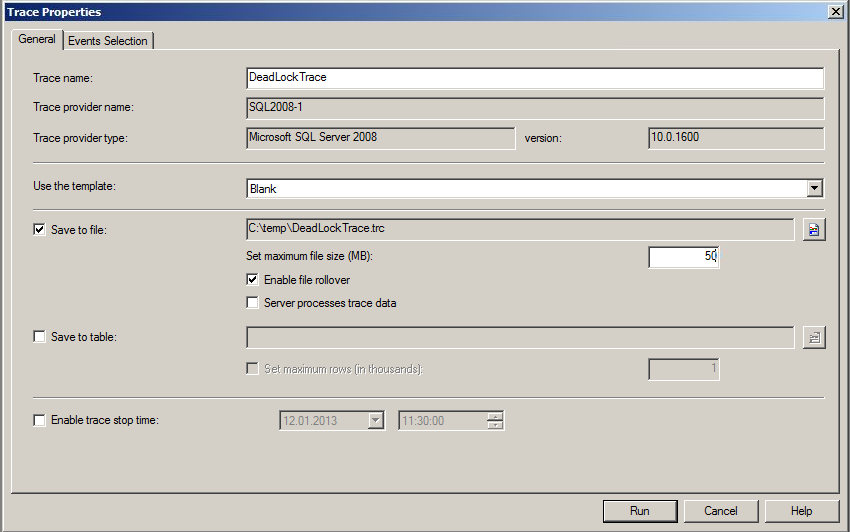 Trace Properties
General Events Selection
Trace name: DeadLockTrace
Trace provider name: SQL2008-1
Trace provider type: Microsoft SQL Server 2008 version: 10.0.1600
Use the template: Blank
Save to file: C:\temp\DeadLockTrace.trc
Set maximum file size (MB): 50
Enable file rollover
Server processes trace data
Save to table:
Set maximum rows (in thousands): 1
Enable trace stop time: 12.01.2013 11:30:00
Run Cancel Help